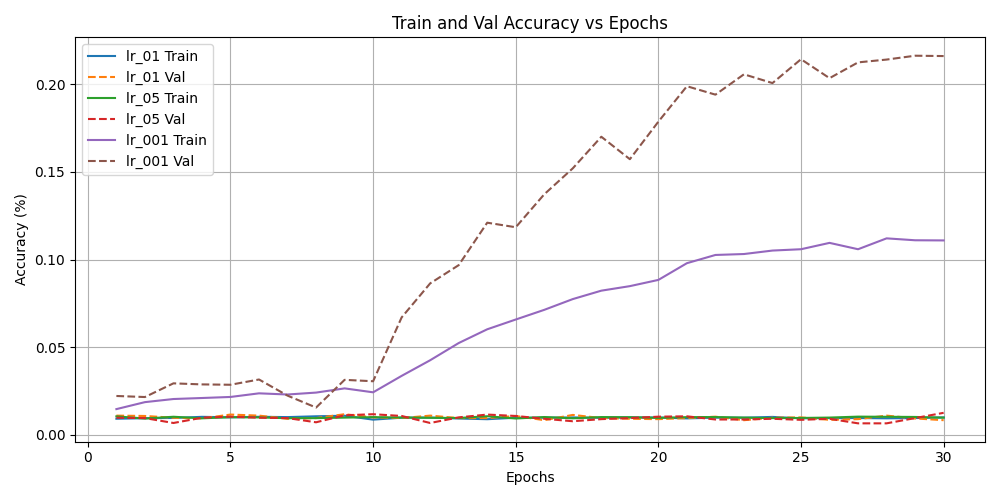 Train and Val Accuracy vs Epochs
lr_01 Train
lr_01 Val
lr_05 Train
lr_05 Val
lr_001 Train
lr_001 Val
Accuracy (%)
0.20
0.15
0.10
0.05
0.00
0 5 10 15 20 25 30
Epochs